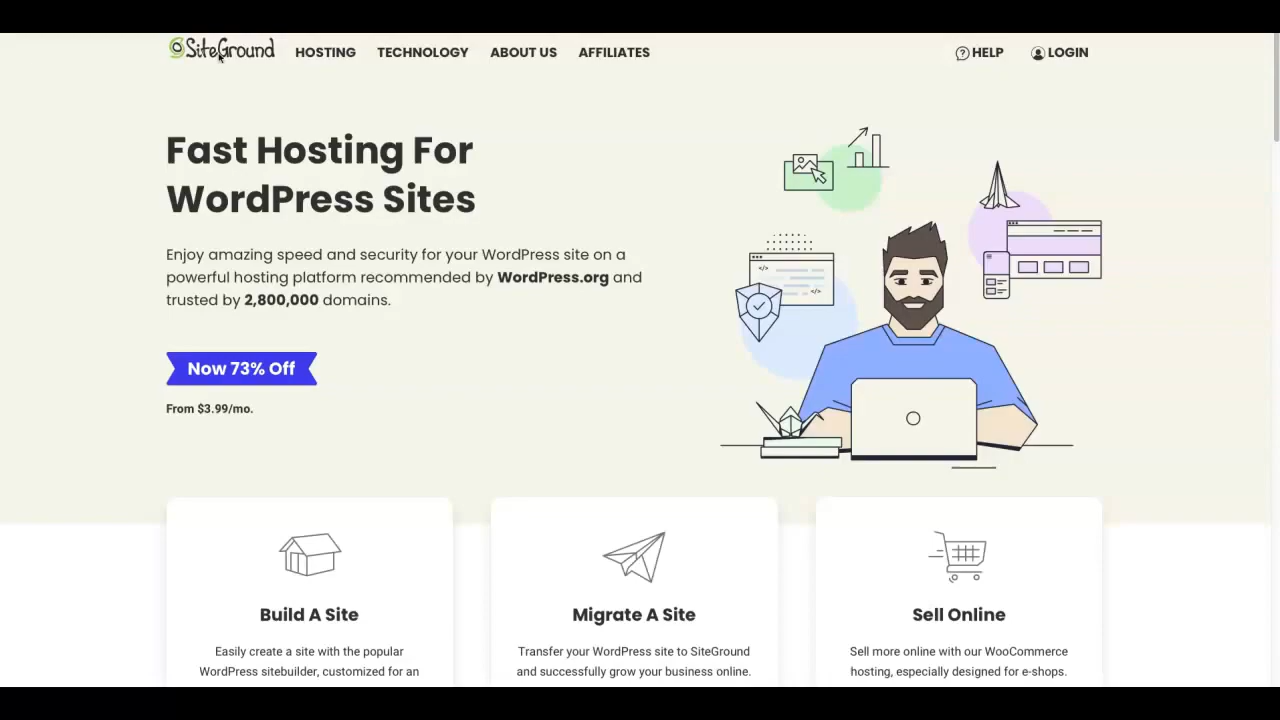 SiteGround HOSTING TECHNOLOGY ABOUT US AFFILIATES HELP LOGIN
Fast Hosting For
WordPress Sites
Enjoy amazing speed and security for your WordPress site on a
powerful hosting platform recommended by WordPress.org and
trusted by 2,800,000 domains.
Now 73% Off
From $3.99/mo.
Build A Site
Easily create a site with the popular
WordPress sitebuilder, customized for an
Migrate A Site
Transfer your WordPress site to SiteGround
and successfully grow your business online.
Sell Online
Sell more online with our WooCommerce
hosting, especially designed for e-shops.